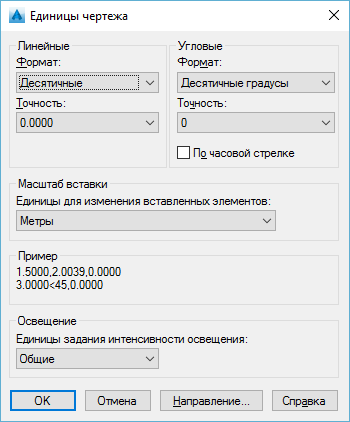 Единицы чертежа
Линейные
Формат:
Десятичные
Точность:
0.0000
Угловые
Формат:
Десятичные градусы
Точность:
0
По часовой стрелке
Масштаб вставки
Единицы для изменения вставленных элементов:
Метры
Пример
1.5000,2.0039,0.0000
3.0000<45,0.0000
Освещение
Единицы задания интенсивности освещения:
Общие
OK
Отмена
Направление...
Справка